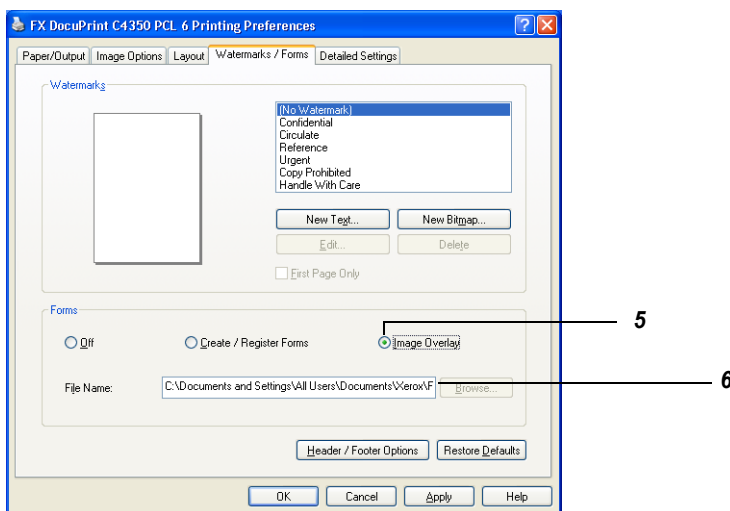 FX DocuPrint C4350 PCL 6 Printing Preferences
Paper/Output Image Options Layout Watermarks / Forms Detailed Settings
Watermarks
(No Watermark)
Confidential
Circulate
Reference
Urgent
Copy Prohibited
Handle With Care
New Text... New Bitmap...
Edit... Delete
First Page Only
Forms
5
Off Create / Register Forms Image Overlay
File Name: C:\Documents and Settings\All Users\Documents\Xerox\F Browse... 6
Header / Footer Options Restore Defaults
OK Cancel Apply Help